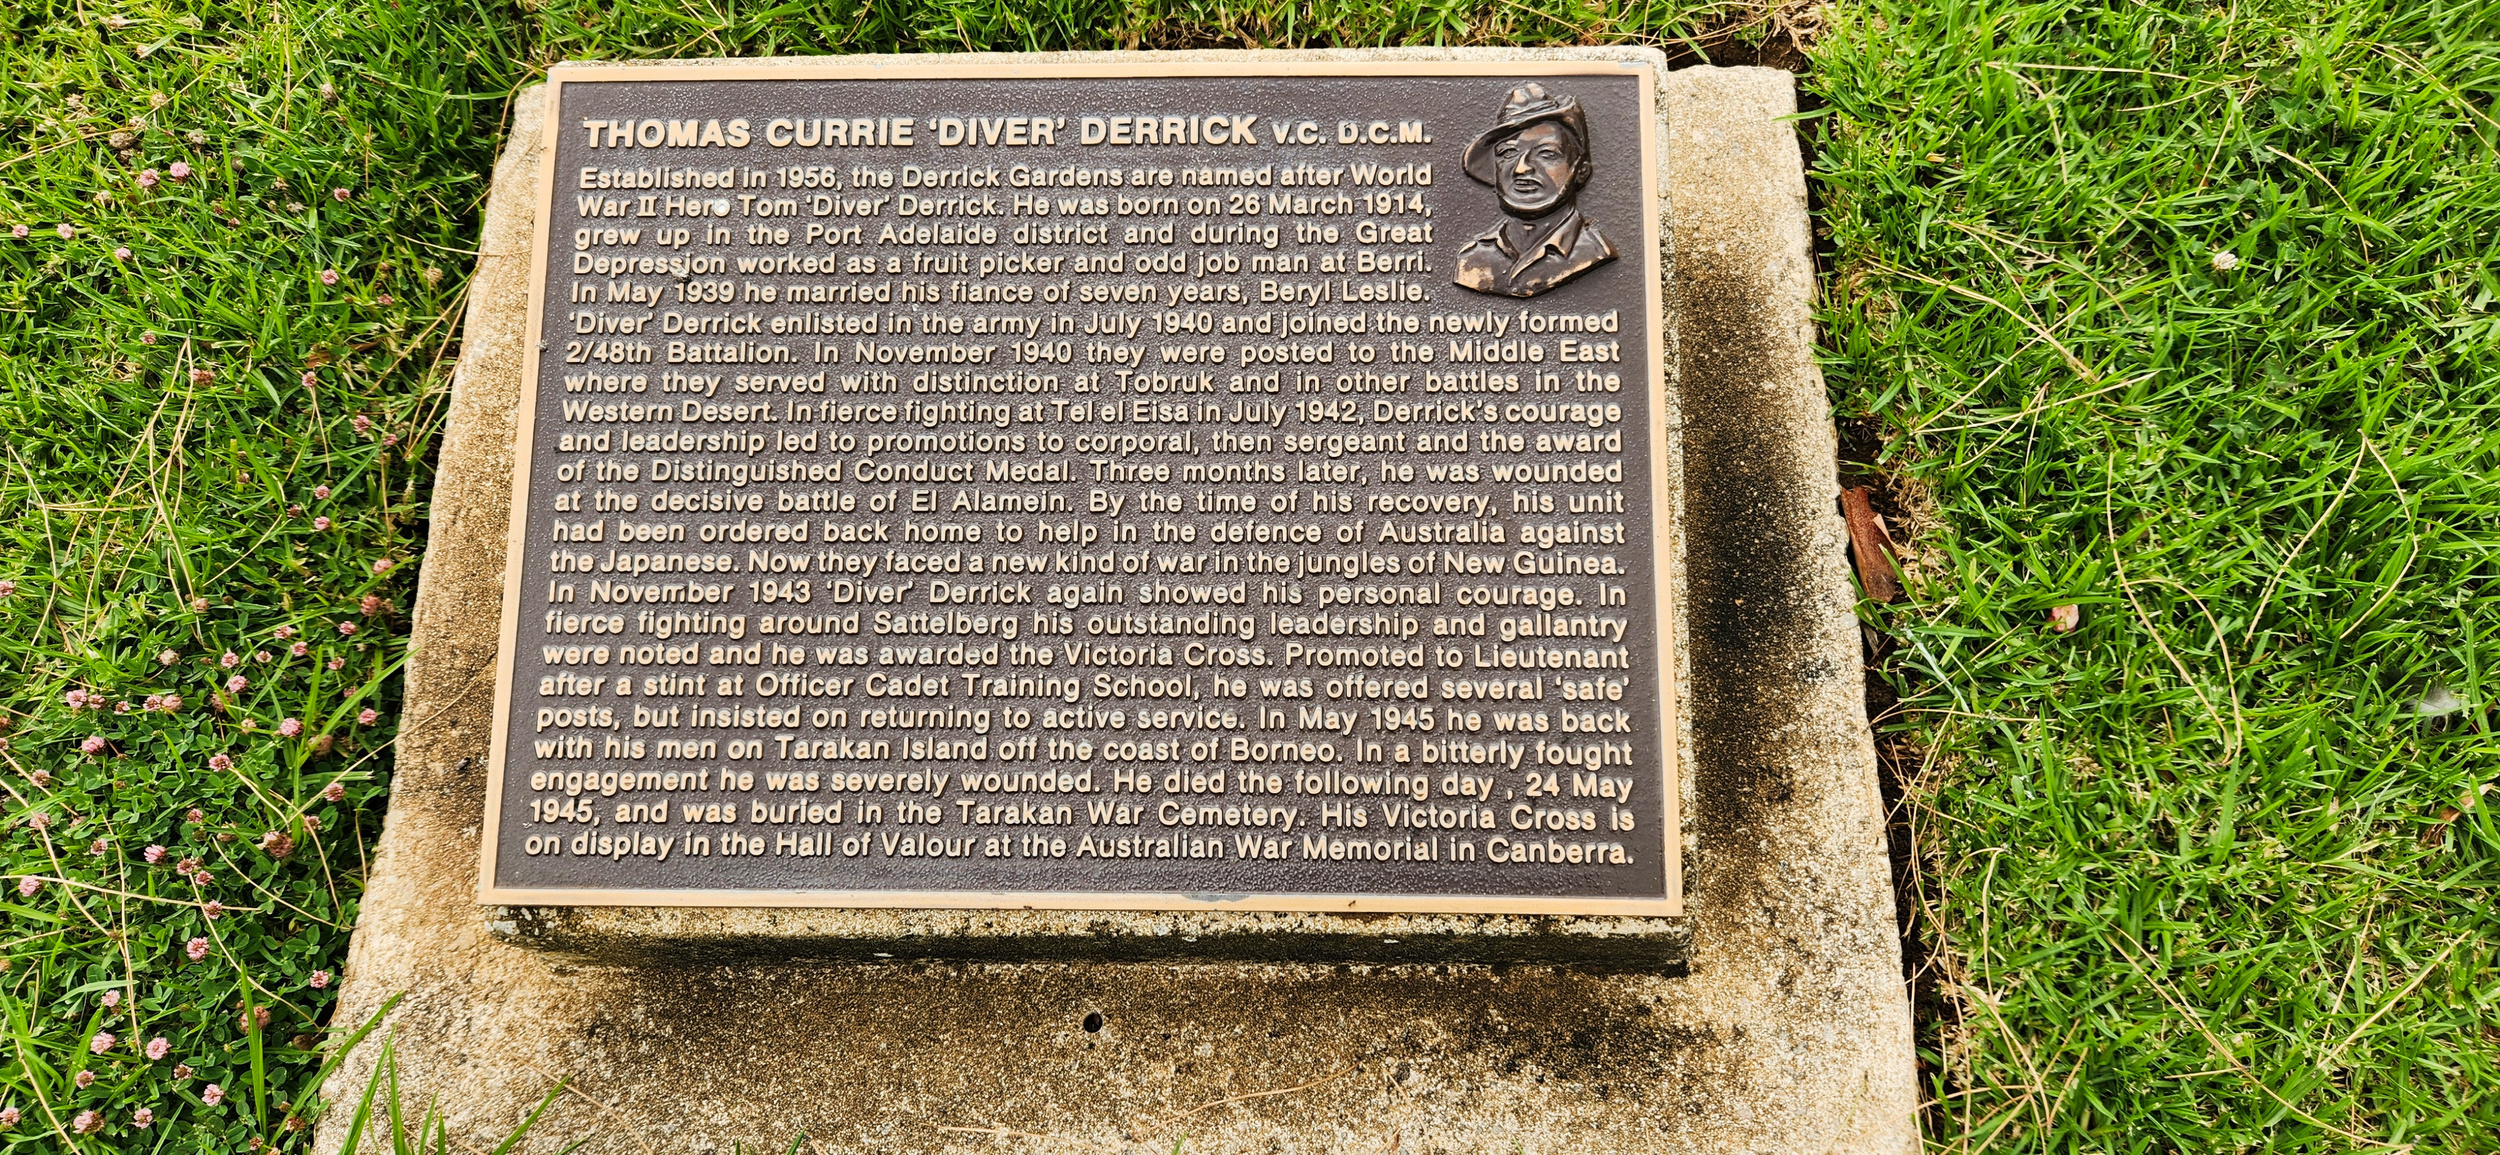 THOMAS CURRIE ‘DIVER’ DERRICK V.C. D.C.M.
Established in 1956, the Derrick Gardens are named after World
War II Hero Tom ‘Diver’ Derrick. He was born on 26 March 1914,
grew up in the Port Adelaide district and during the Great
Depression worked as a fruit picker and odd job man at Berri.
In May 1939 he married his fiance of seven years, Beryl Leslie.
‘Diver’ Derrick enlisted in the army in July 1940 and joined the newly formed
2/48th Battalion. In November 1940 they were posted to the Middle East
where they served with distinction at Tobruk and in other battles in the
Western Desert. In fierce fighting at Tel el Eisa in July 1942, Derrick’s courage
and leadership led to promotions to corporal, then sergeant and the award
of the Distinguished Conduct Medal. Three months later, he was wounded
at the decisive battle of El Alamein. By the time of his recovery, his unit
had been ordered back home to help in the defence of Australia against
the Japanese. Now they faced a new kind of war in the jungles of New Guinea.
In November 1943 ‘Diver’ Derrick again showed his personal courage. In
fierce fighting around Sattelberg his outstanding leadership and gallantry
were noted and he was awarded the Victoria Cross. Promoted to Lieutenant
after a stint at Officer Cadet Training School, he was offered several ‘safe’
posts, but insisted on returning to active service. In May 1945 he was back
with his men on Tarakan Island off the coast of Borneo. In a bitterly fought
engagement he was severely wounded. He died the following day , 24 May
1945, and was buried in the Tarakan War Cemetery. His Victoria Cross is
on display in the Hall of Valour at the Australian War Memorial in Canberra.